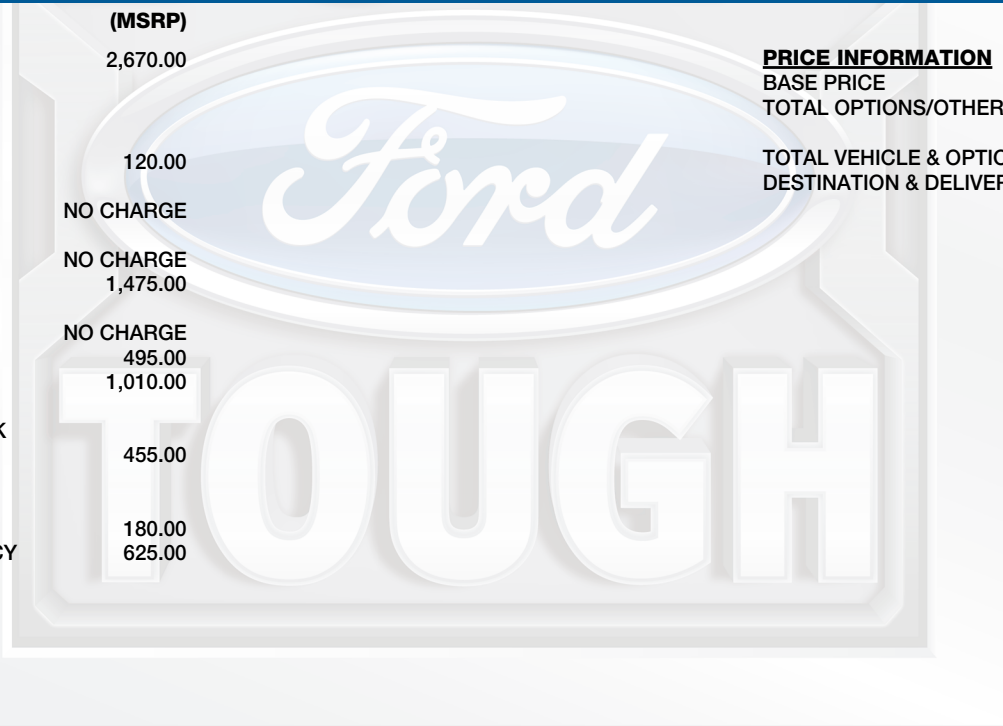 (MSRP)
2,670.00
120.00
NO CHARGE
NO CHARGE
1,475.00
NO CHARGE
495.00
1,010.00
K
455.00
180.00
CY 625.00
PRICE INFORMATION
BASE PRICE
TOTAL OPTIONS/OTHER
TOTAL VEHICLE & OPTIO
DESTINATION & DELIVER
Ford
TOUGH